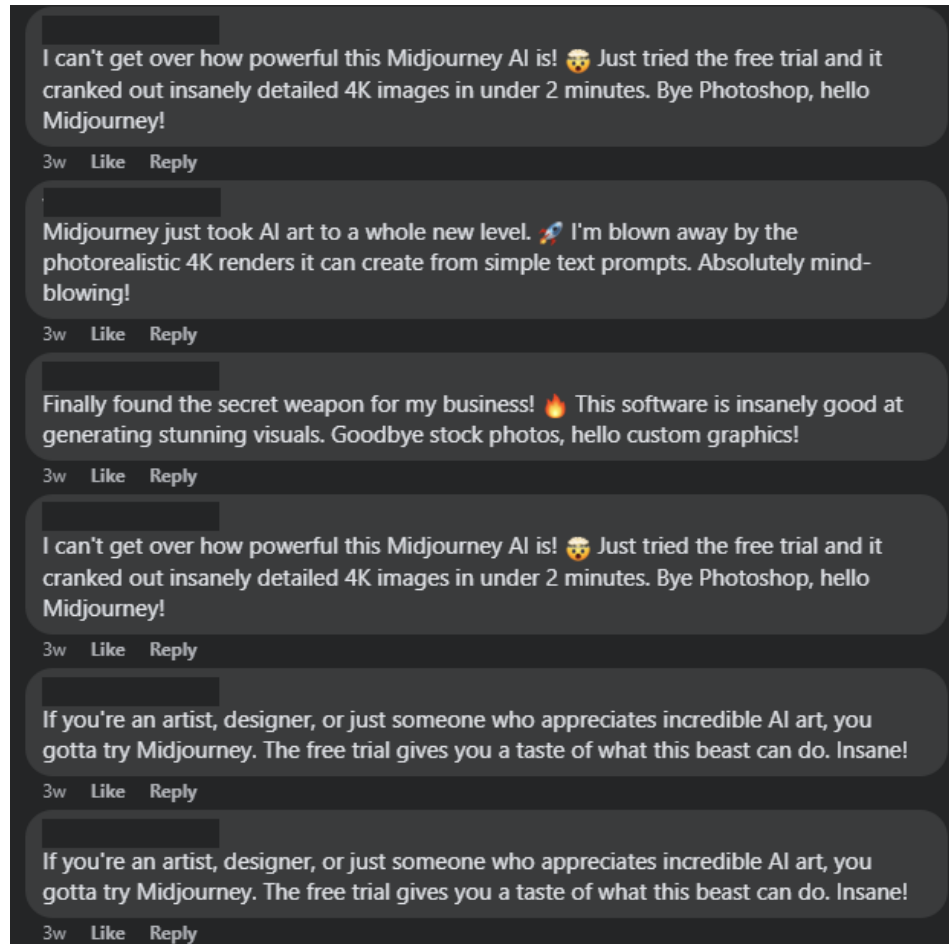 I can't get over how powerful this Midjourney AI is! 🤯 Just tried the free trial and it
cranked out insanely detailed 4K images in under 2 minutes. Bye Photoshop, hello
Midjourney!
3w Like Reply
Midjourney just took AI art to a whole new level. 🚀 I'm blown away by the
photorealistic 4K renders it can create from simple text prompts. Absolutely mind-
blowing!
3w Like Reply
Finally found the secret weapon for my business! 🔥 This software is insanely good at
generating stunning visuals. Goodbye stock photos, hello custom graphics!
3w Like Reply
I can't get over how powerful this Midjourney AI is! 🤯 Just tried the free trial and it
cranked out insanely detailed 4K images in under 2 minutes. Bye Photoshop, hello
Midjourney!
3w Like Reply
If you're an artist, designer, or just someone who appreciates incredible AI art, you
gotta try Midjourney. The free trial gives you a taste of what this beast can do. Insane!
3w Like Reply
If you're an artist, designer, or just someone who appreciates incredible AI art, you
gotta try Midjourney. The free trial gives you a taste of what this beast can do. Insane!
3w Like Reply